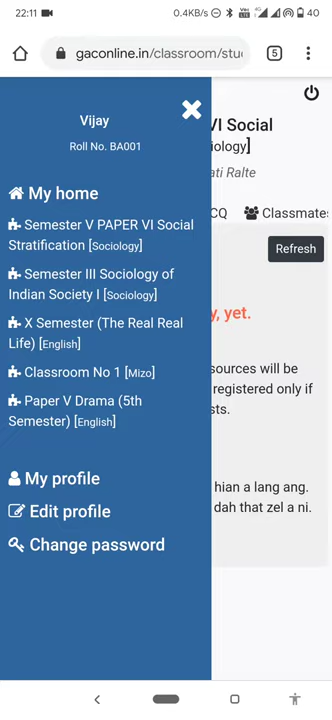 22:11
0.4KB/s
40
gaconline.in/classroom/stu
5
Vijay
Roll No. BA001
My home
Semester V PAPER VI Social
Stratification [Sociology]
Semester III Sociology of
Indian Society I [Sociology]
X Semester (The Real Real
Life) [English]
Classroom No 1 [Mizo]
Paper V Drama (5th
Semester) [English]
My profile
Edit profile
Change password
VI Social
iology]
ati Ralte
CQ
Classmates
Refresh
y, yet.
sources will be
registered only if
sts.
hian a lang ang.
dah that zel a ni.